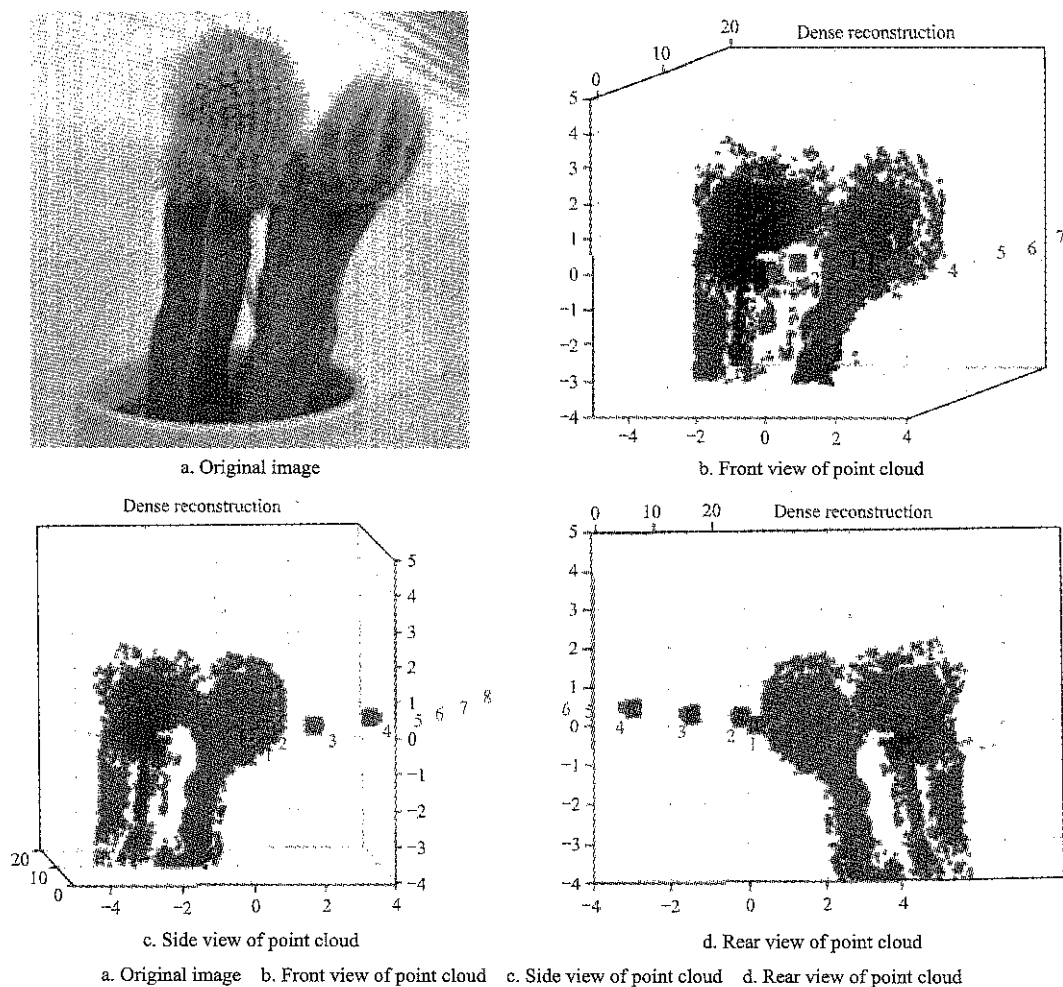 20
Dense reconstruction
10
0
5
4
3
2
1
0
−1
−2
−3
−4
4 5 6 7
−4 −2 0 2 4
a. Original image
b. Front view of point cloud
Dense reconstruction
5
4
3
2
1
0
−1
−2
−3
−4
1 2 3 4 5 6 7 8
20
10
0
−4 −2 0 2 4
c. Side view of point cloud
0 10 20 Dense reconstruction
5
4
3
2
1
0
−1
−2
−3
−4
6 4 3 2 1
−4 −2 0 2 4
d. Rear view of point cloud
a. Original image b. Front view of point cloud c. Side view of point cloud d. Rear view of point cloud